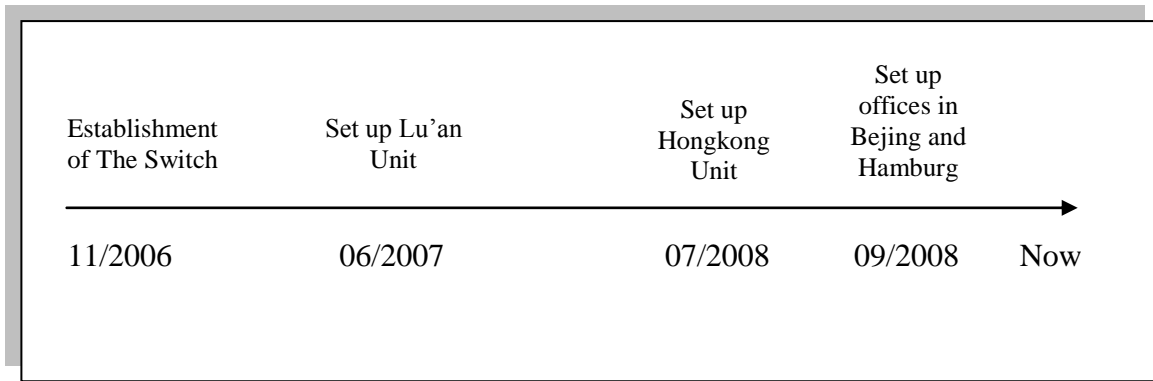 Establishment
of The Switch
Set up Lu’an
Unit
Set up
Hongkong
Unit
Set up
offices in
Bejing and
Hamburg
11/2006 06/2007 07/2008 09/2008 Now